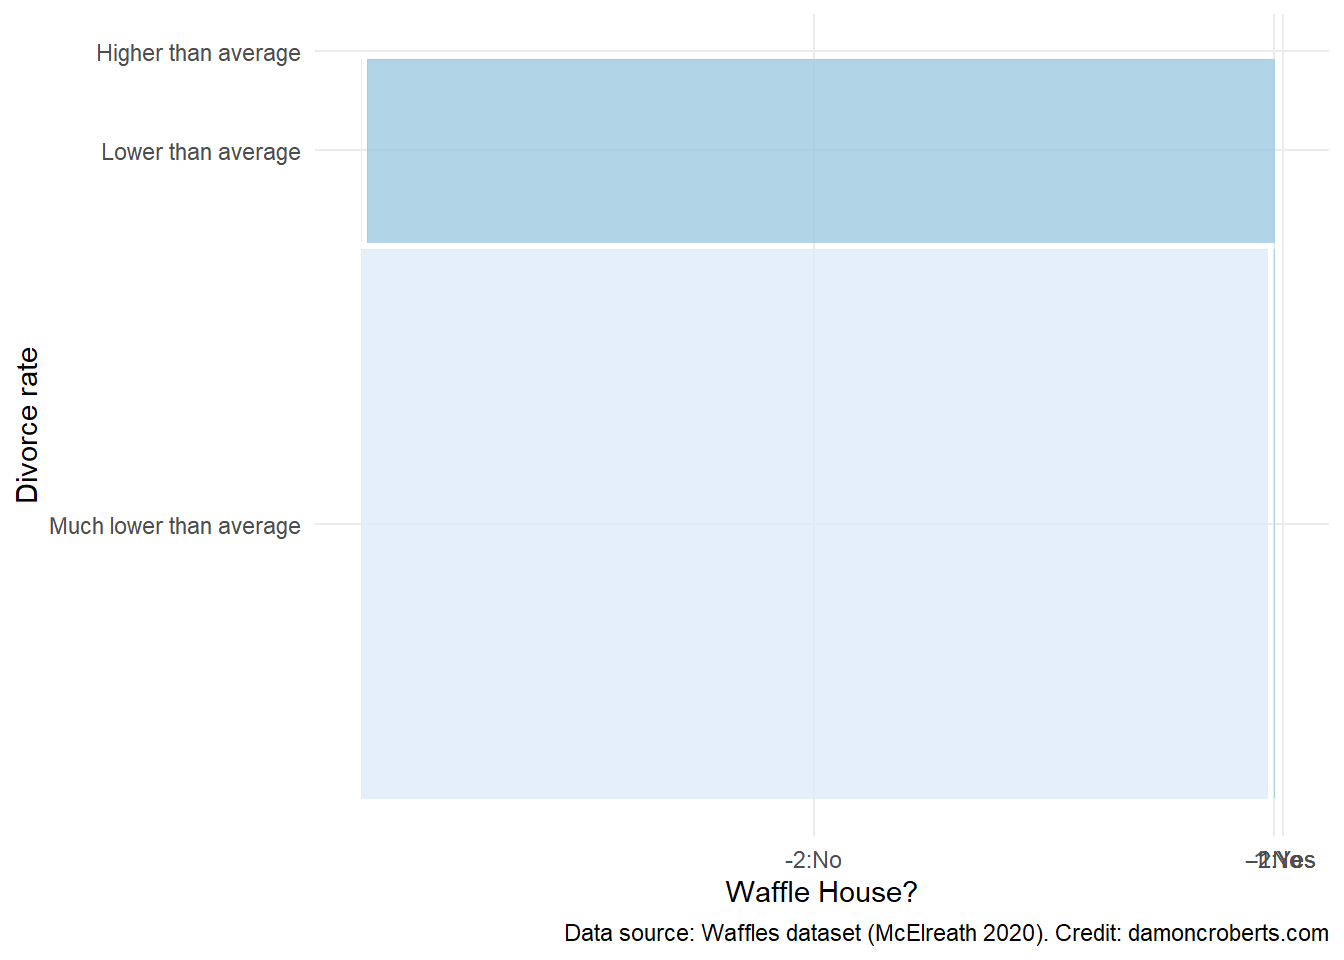 Higher than average
Lower than average
Much lower than average
Divorce rate
-2:No
Waffle House?
Data source: Waffles dataset (McElreath 2020). Credit: damoncroberts.com